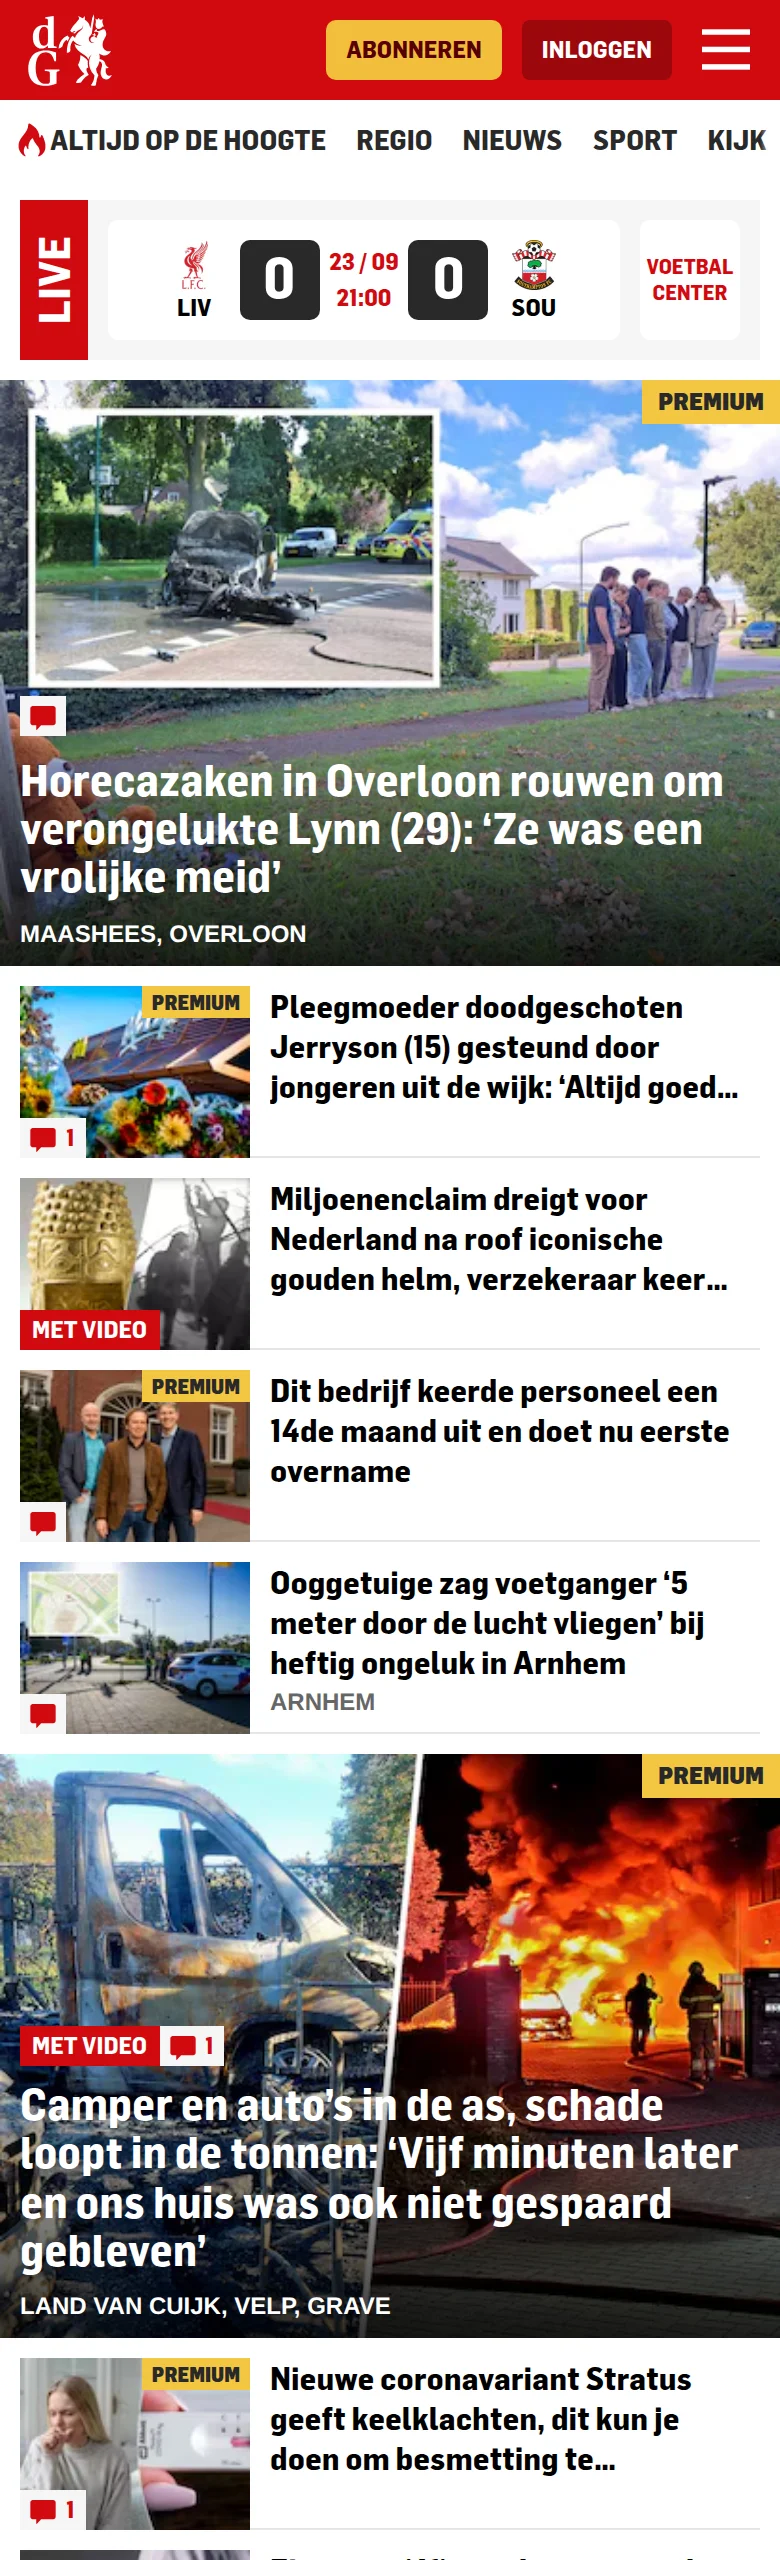 dG
ABONNEREN
INLOGGEN
ALTIJD OP DE HOOGTE REGIO NIEUWS SPORT KIJK
LIVE
L.F.C.
LIV
0
23 / 09
21:00
0
SOU
VOETBAL
CENTER
PREMIUM
Horecazaken in Overloon rouwen om
verongelukte Lynn (29): ‘Ze was een
vrolijke meid’
MAASHEES, OVERLOON
PREMIUM
1
Pleegmoeder doodgeschoten
Jerryson (15) gesteund door
jongeren uit de wijk: ‘Altijd goed...
MET VIDEO
Miljoenenclaim dreigt voor
Nederland na roof iconische
gouden helm, verzekeraar keer...
PREMIUM
Dit bedrijf keerde personeel een
14de maand uit en doet nu eerste
overname
Ooggetuige zag voetganger ‘5
meter door de lucht vliegen’ bij
heftig ongeluk in Arnhem
ARNHEM
PREMIUM
MET VIDEO
1
Camper en auto’s in de as, schade
loopt in de tonnen: ‘Vijf minuten later
en ons huis was ook niet gespaard
gebleven’
LAND VAN CUIJK, VELP, GRAVE
PREMIUM
1
Nieuwe coronavariant Stratus
geeft keelklachten, dit kun je
doen om besmetting te...